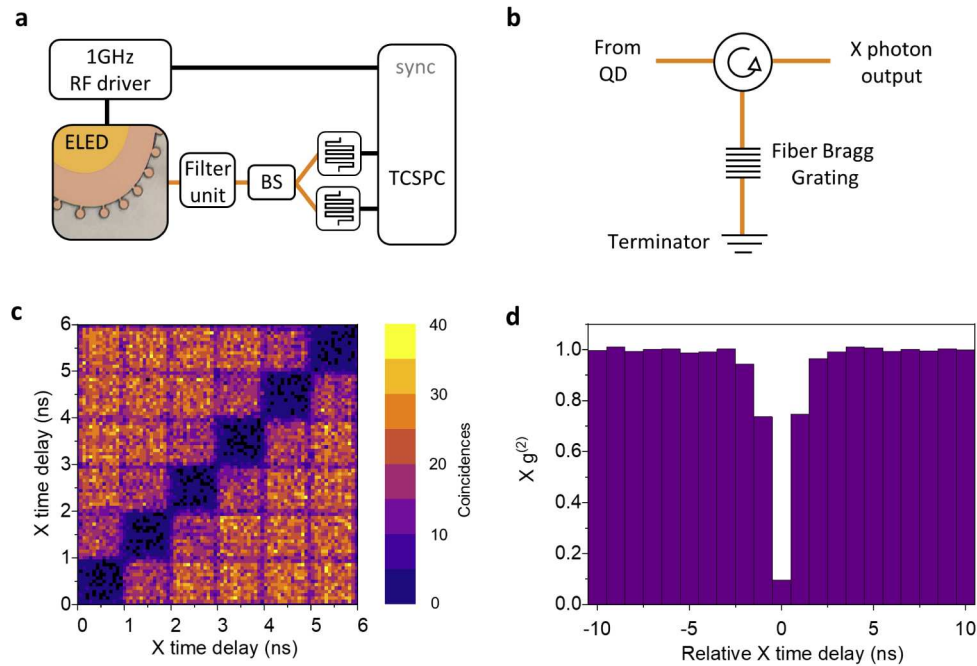 a
1GHz
RF driver
sync
ELED
Filter
unit
BS
TCSPC
b
From
QD
X photon
output
Fiber Bragg
Grating
Terminator
c
6
5
4
3
2
1
0
X time delay (ns)
0 1 2 3 4 5 6
X time delay (ns)
40
30
20
10
0
Coincidences
d
1.0
0.8
0.6
0.4
0.2
0.0
X g(2)
-10 -5 0 5 10
Relative X time delay (ns)